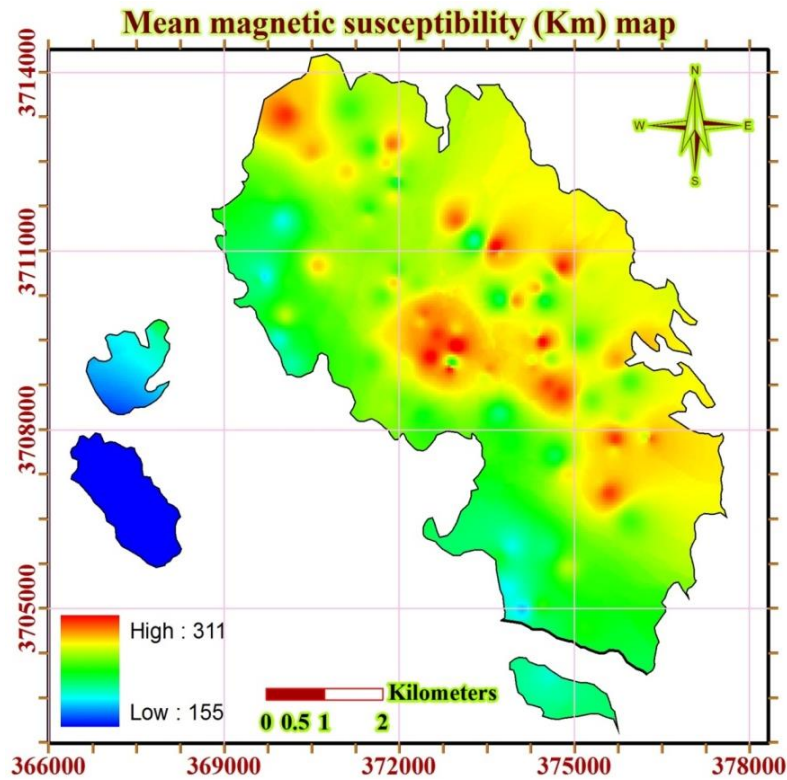 Mean magnetic susceptibility (Km) map
3714000
3711000
3708000
3705000
N
W E
S
High : 311
Low : 155
Kilometers
0 0.5 1 2
366000 369000 372000 375000 378000